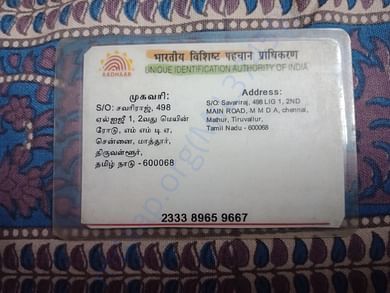 भारतीय विशिष्ट पहचान प्राधिकरण
AADHAAR
UNIQUE IDENTIFICATION AUTHORITY OF INDIA
முகவரி:
S/O: சவரிராஜ், 498
எல்ஐஜி 1, 2வது மெயின்
ரோடு, எம் எம் டி ஏ,
சென்னை, மாத்தூர்,
திருவள்ளூர்,
தமிழ் நாடு - 600068
Address:
S/O: Savariraj, 498 LIG 1, 2ND
MAIN ROAD, M M D A, chennai,
Mathur, Tiruvallur,
Tamil Nadu - 600068
2333 8965 9667